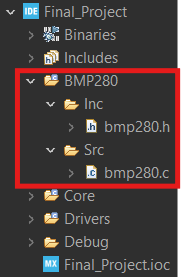 IDE Final_Project
Binaries
Includes
BMP280
Inc
.h bmp280.h
Src
.c bmp280.c
Core
Drivers
Debug
MX Final_Project.ioc